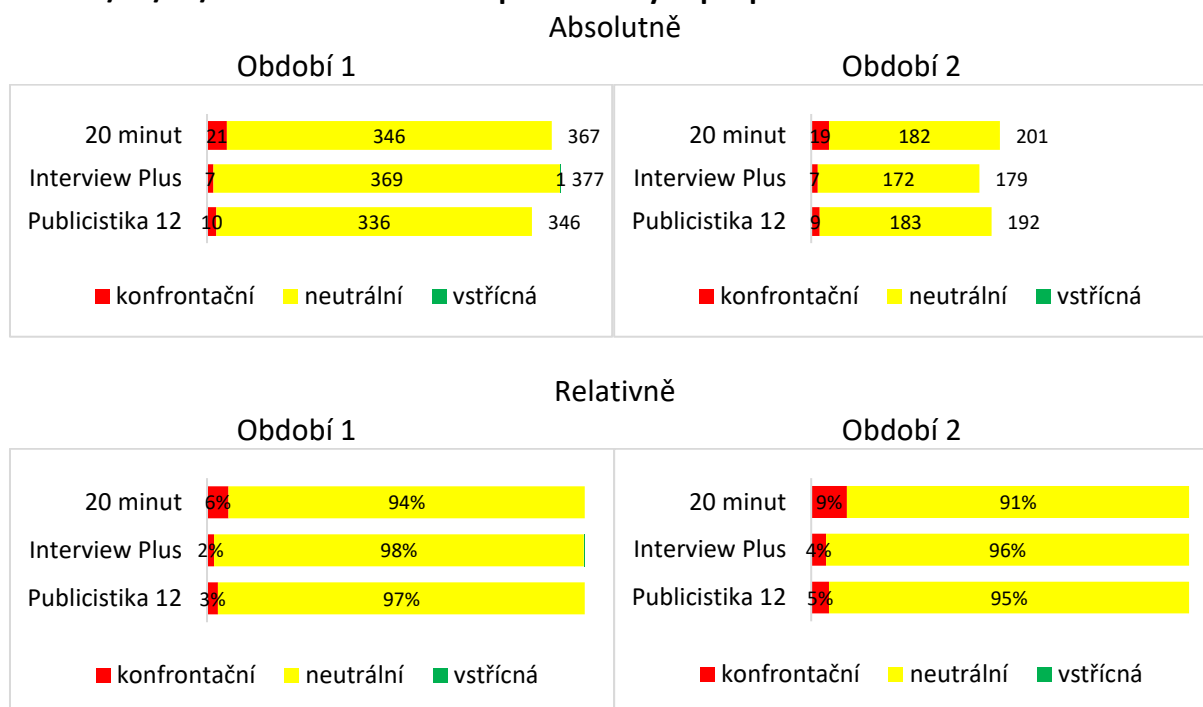 Absolutně
Období 1
Období 2
20 minut 21 346 367
Interview Plus 7 369 1 377
Publicistika 12 10 336 346
konfrontační neutrální vstřícná
20 minut 19 182 201
Interview Plus 7 172 179
Publicistika 12 9 183 192
konfrontační neutrální vstřícná
Relativně
Období 1
Období 2
20 minut 6% 94%
Interview Plus 2% 98%
Publicistika 12 3% 97%
konfrontační neutrální vstřícná
20 minut 9% 91%
Interview Plus 4% 96%
Publicistika 12 5% 95%
konfrontační neutrální vstřícná